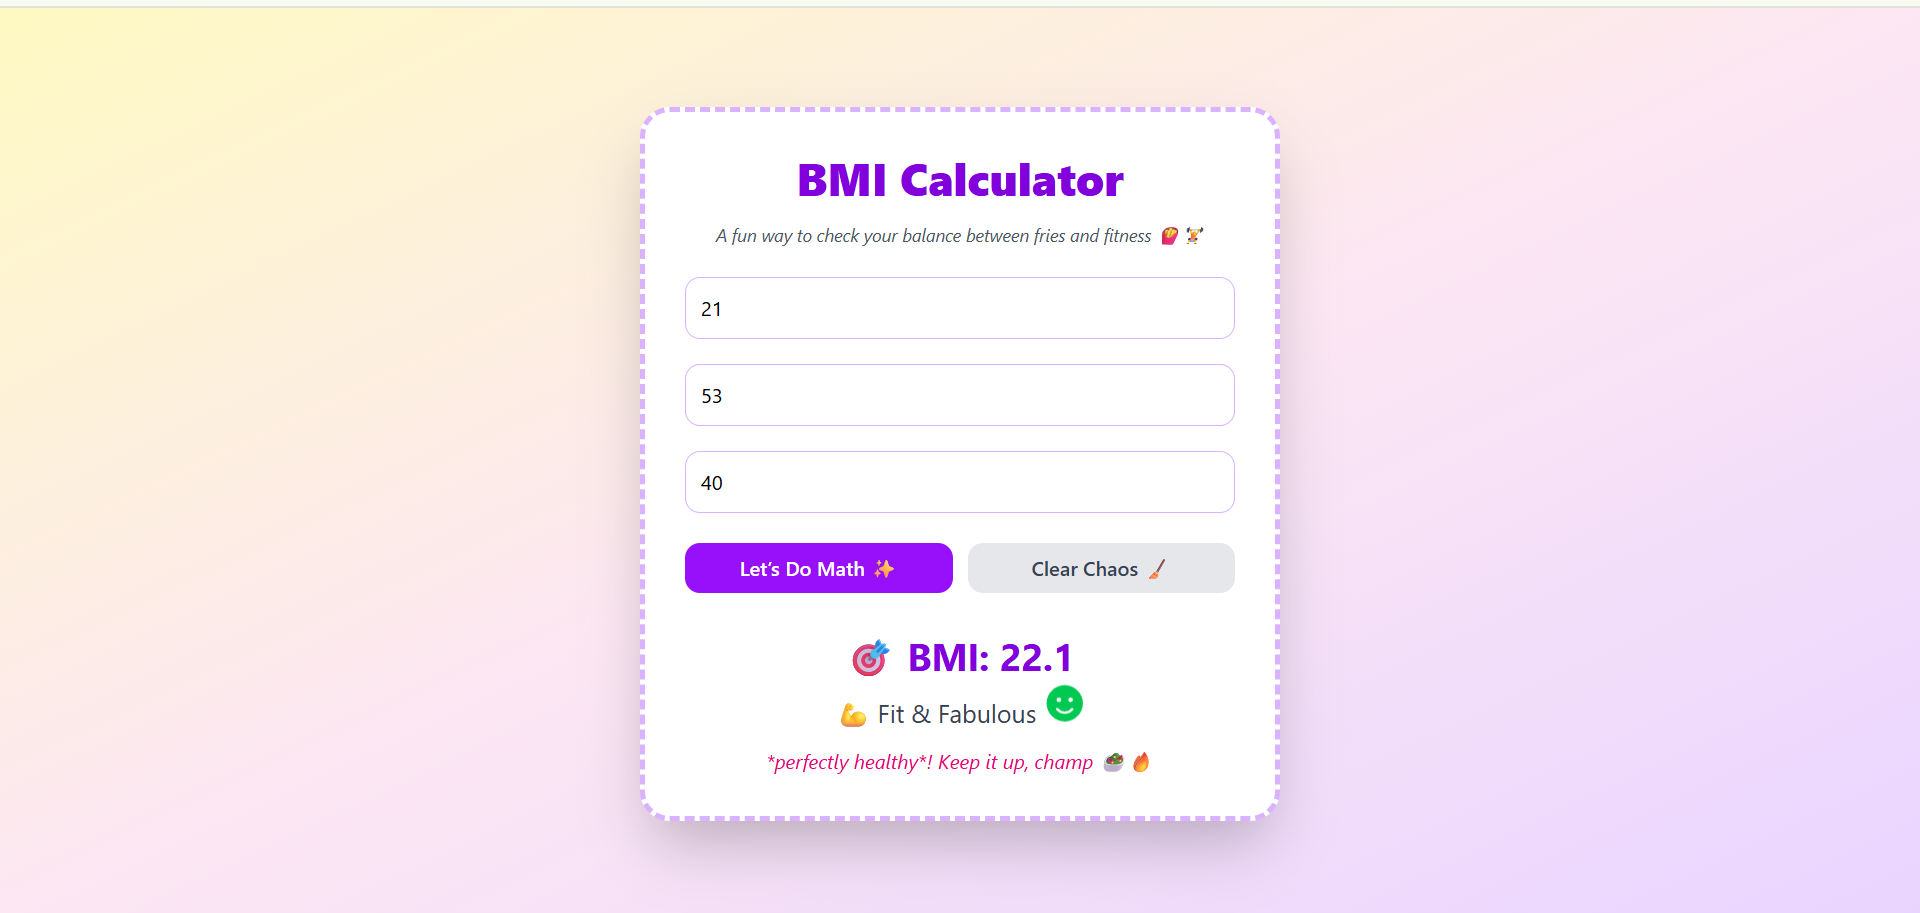 BMI Calculator
A fun way to check your balance between fries and fitness 🍟 🏋️
21
53
40
Let’s Do Math ✨ Clear Chaos 🧹
🎯 BMI: 22.1
💪 Fit & Fabulous
*perfectly healthy*! Keep it up, champ 🥗 🔥